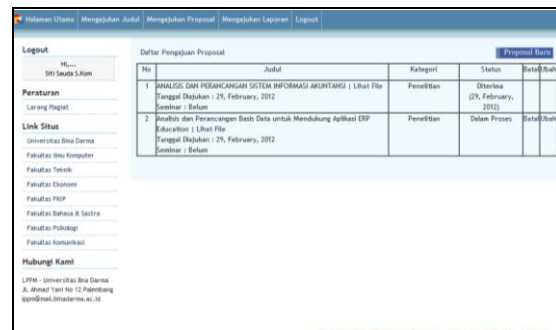 Halaman Utama Mengajukan Judul Mengajukan Proposal Mengajukan Laporan Logout
Logout
Hi,....
Siti Sauda S.Kom
Peraturan
Larang Plagiat
Link Situs
Universitas Bina Darma
Fakultas Ilmu Komputer
Fakultas Teknik
Fakultas Ekonomi
Fakultas FKIP
Fakultas Bahasa & Sastra
Fakultas Psikologi
Fakultas Komunikasi
Hubungi Kami
LPPM - Universitas Bina Darma
JL Ahmad Yani No 12 Palembang
lppm@mail.binadarma.ac.id
Daftar Pengajuan Proposal
Proposal Baru
No Judul Kategori Status Batal Ubah
1 ANALISIS DAN PERANCANGAN SISTEM INFORMASI AKUNTANSI | Lihat File Penelitian Diterima
Tanggal Diajukan : 29, February, 2012 (29, February,
Seminar : Belum 2012)
2 Analisis dan Perancangan Basis Data untuk Mendukung Aplikasi ERP Penelitian Dalam Proses Batal Ubah
Education | Lihat File
Tanggal Diajukan : 29, February, 2012
Seminar : Belum